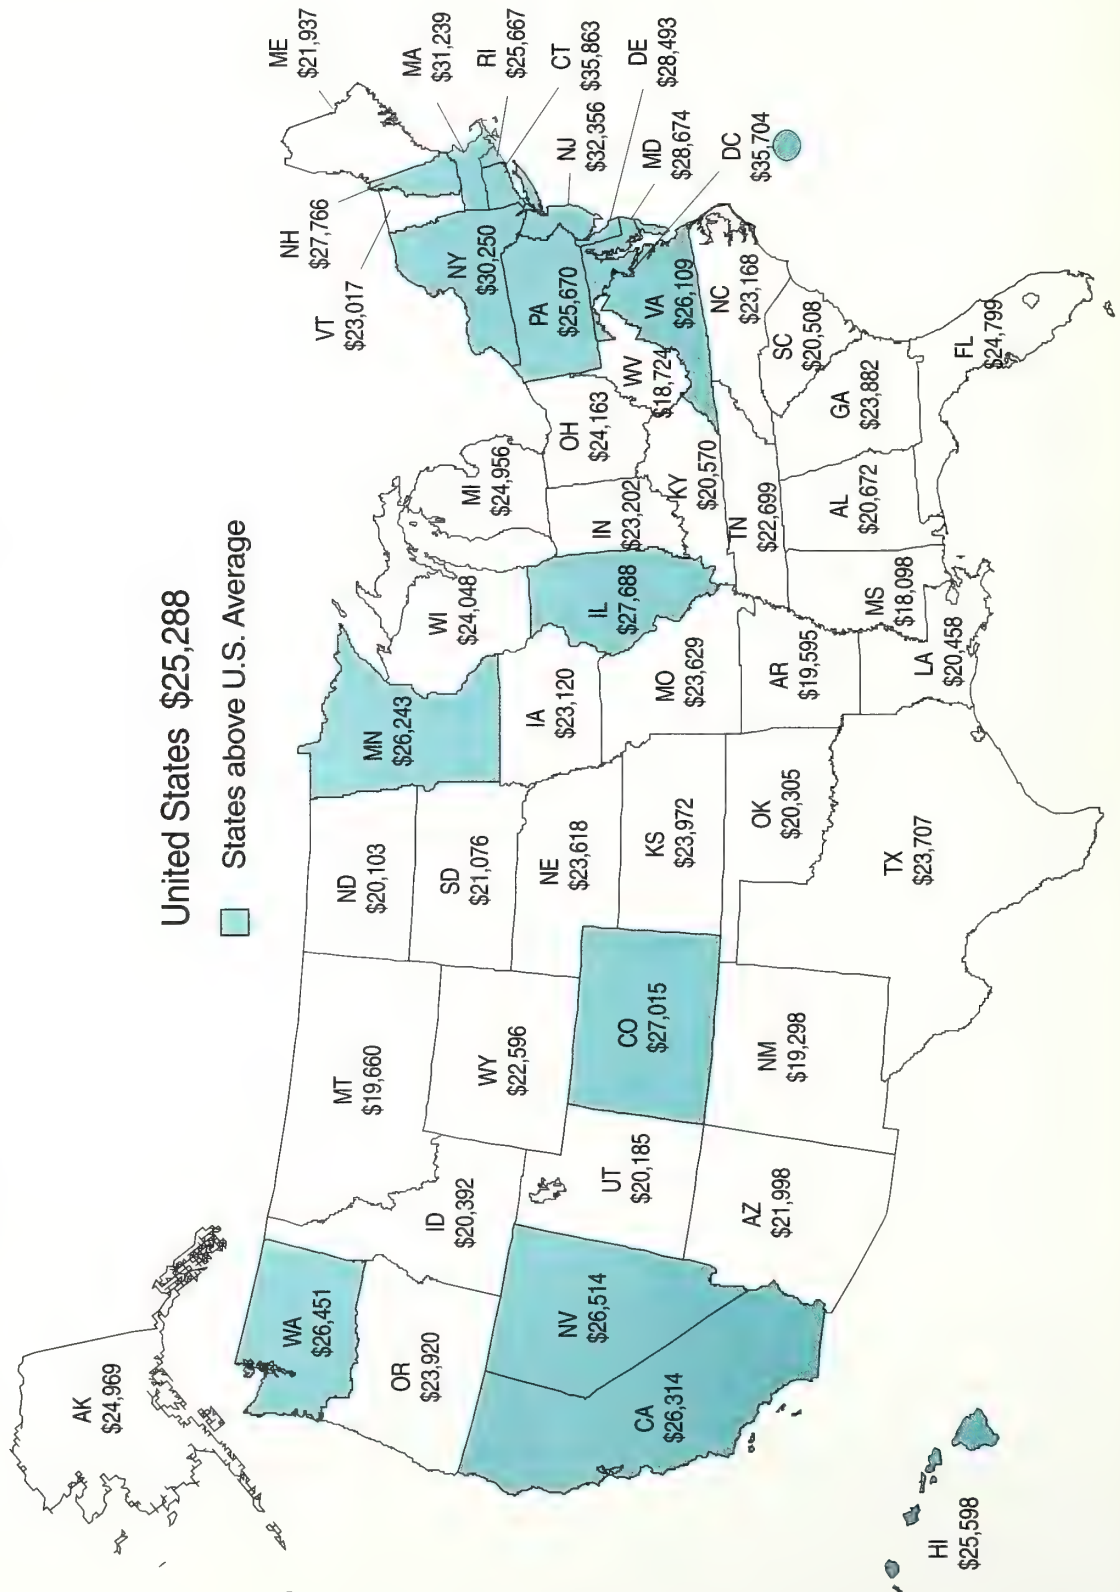 United States $25,288
States above U.S. Average
AK
$24,969
WA
$26,451
OR
$23,920
CA
$26,314
NV
$26,514
ID
$20,392
MT
$19,660
WY
$22,596
UT
$20,185
AZ
$21,998
CO
$27,015
NM
$19,298
ND
$20,103
SD
$21,076
NE
$23,618
KS
$23,972
OK
$20,305
TX
$23,707
MN
$26,243
IA
$23,120
MO
$23,629
AR
$19,595
LA
$20,458
WI
$24,048
IL
$27,688
MS
$18,098
MI
$24,956
IN
$23,202
KY
$20,570
TN
$22,699
AL
$20,672
OH
$24,163
WV
$18,724
GA
$23,882
FL
$24,799
SC
$20,508
NC
$23,168
VA
$26,109
PA
$25,670
NY
$30,250
VT
$23,017
NH
$27,766
ME
$21,937
MA
$31,239
RI
$25,667
CT
$35,863
NJ
$32,356
DE
$28,493
MD
$28,674
DC
$35,704
HI
$25,598